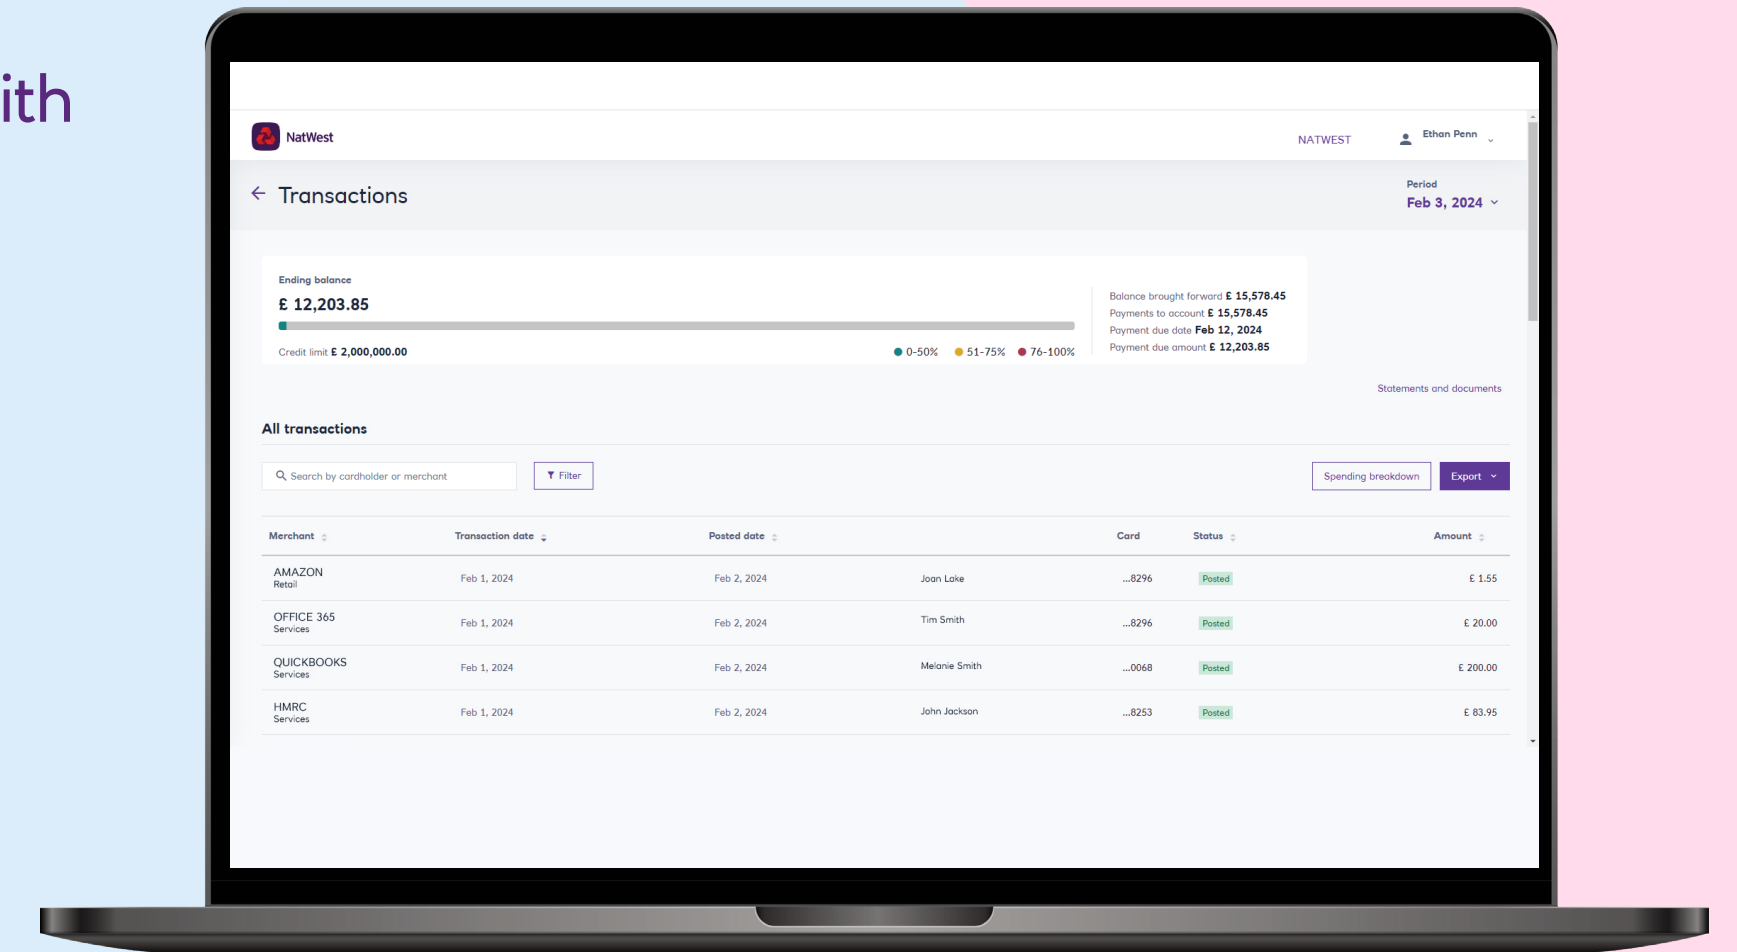 ith
NatWest
NATWEST
Ethan Penn
Transactions
Period
Feb 3, 2024
Ending balance
£ 12,203.85
Credit limit £ 2,000,000.00
0-50% 51-75% 76-100%
Balance brought forward £ 15,578.45
Payments to account £ 15,578.45
Payment due date Feb 12, 2024
Payment due amount £ 12,203.85
Statements and documents
All transactions
Search by cardholder or merchant
Filter
Spending breakdown
Export
Merchant Transaction date Posted date Card Status Amount
AMAZON
Retail
Feb 1, 2024 Feb 2, 2024 Joan Lake ...8296 Posted £ 1.55
OFFICE 365
Services
Feb 1, 2024 Feb 2, 2024 Tim Smith ...8296 Posted £ 20.00
QUICKBOOKS
Services
Feb 1, 2024 Feb 2, 2024 Melanie Smith ...0068 Posted £ 200.00
HMRC
Services
Feb 1, 2024 Feb 2, 2024 John Jackson ...8253 Posted £ 83.95